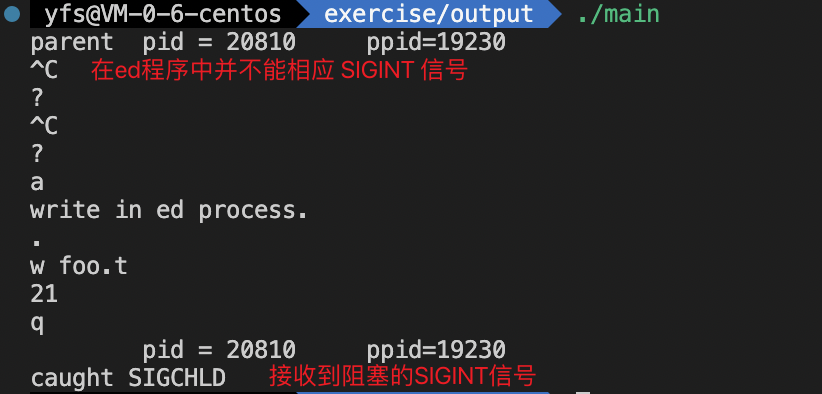 yfs@VM-0-6-centos exercise/output ./main
parent pid = 20810 ppid=19230
^C 在ed程序中并不能相应 SIGINT 信号
?
^C
?
a
write in ed process.
.
w foo.t
21
q
pid = 20810 ppid=19230
caught SIGCHLD 接收到阻塞的SIGINT信号